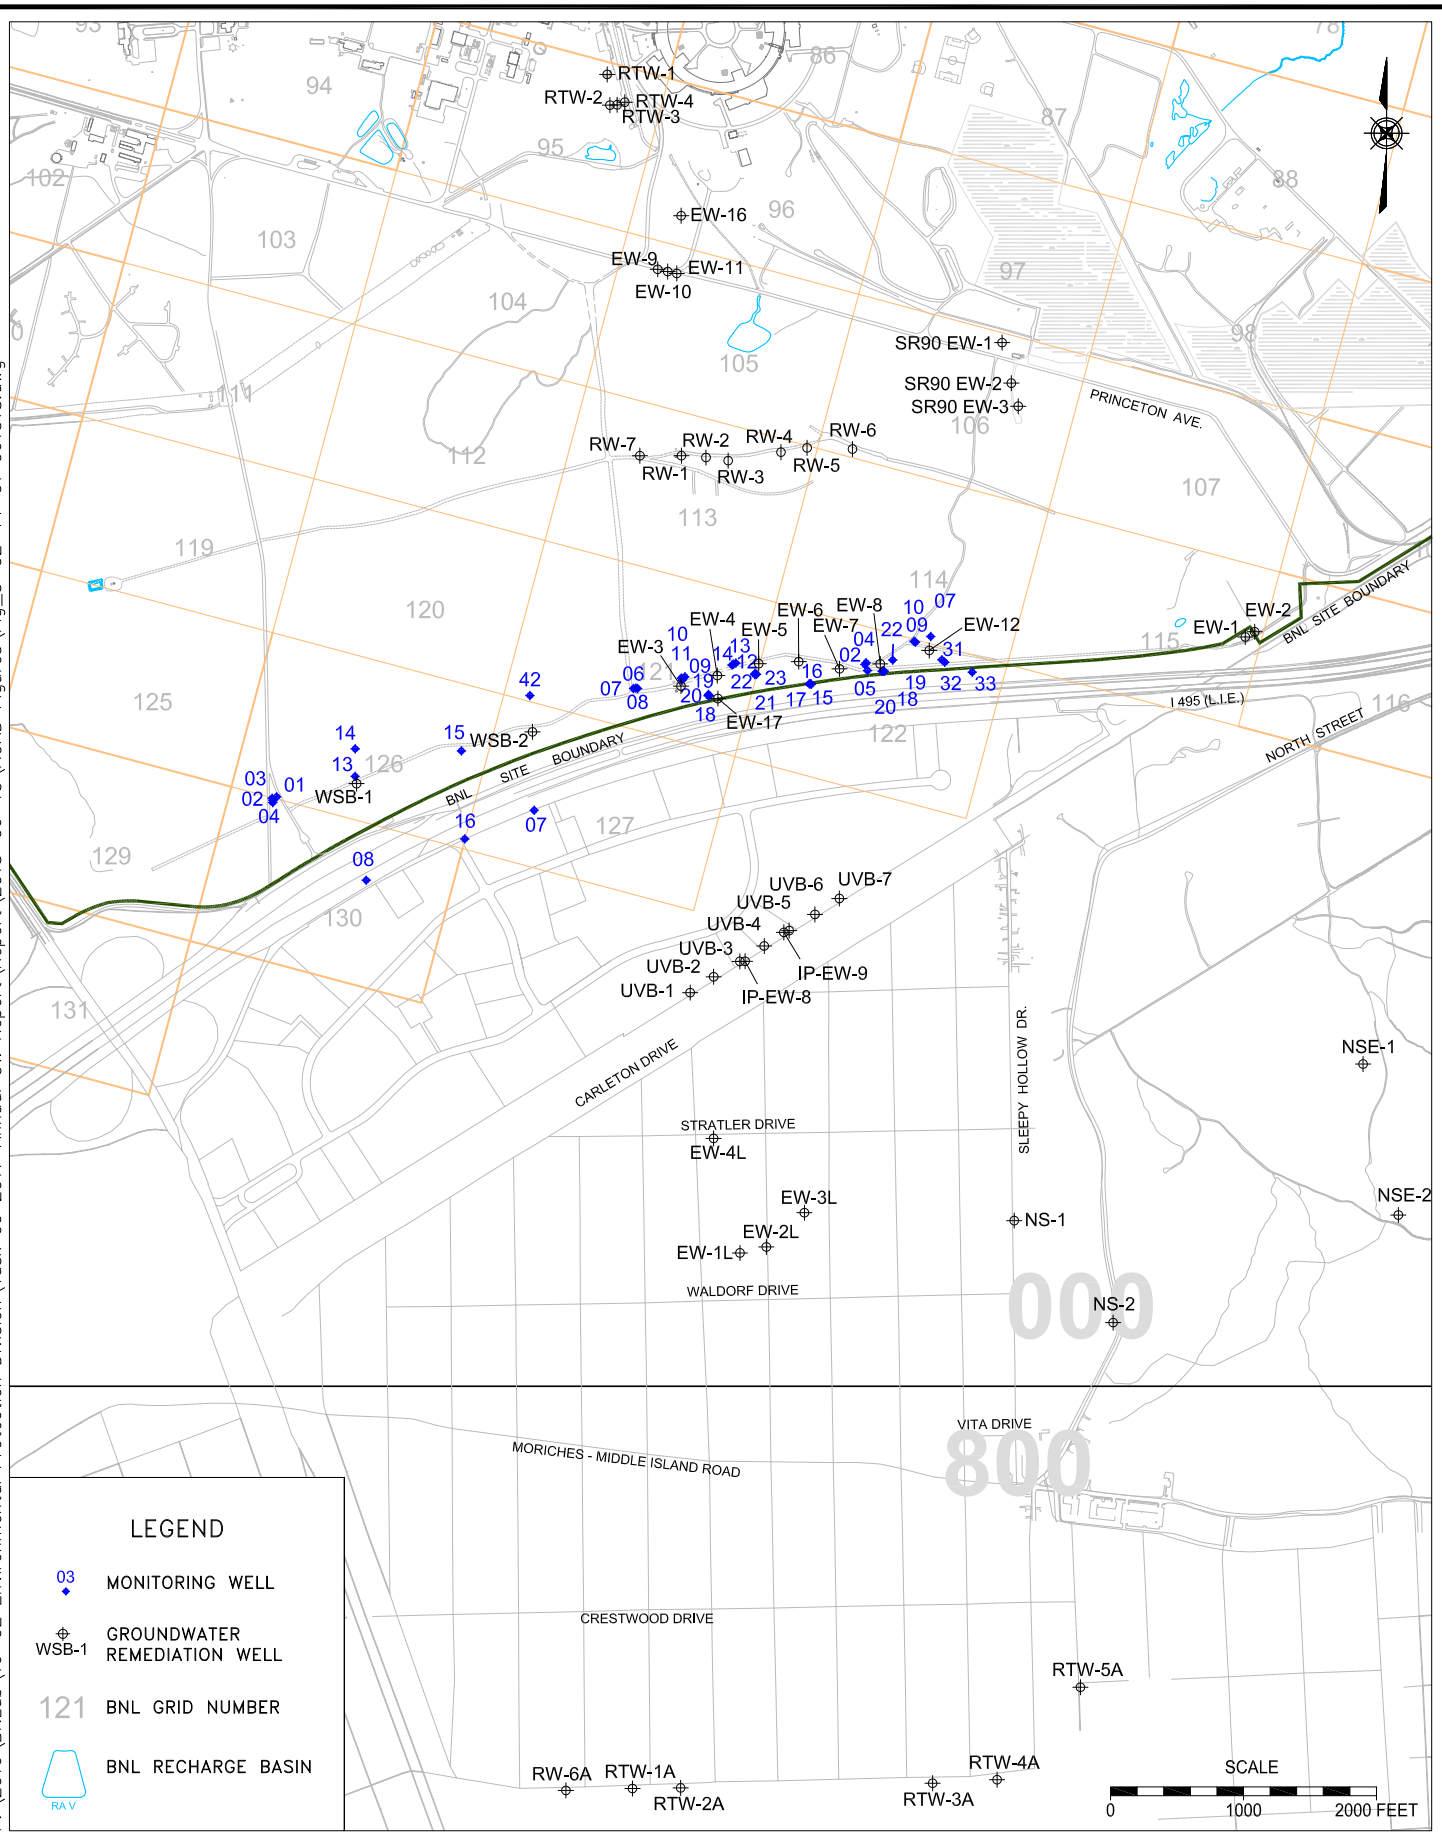 93
94
86
78
RTW-1
RTW-2
RTW-4
RTW-3
87
95
102
88
96
EW-16
103
EW-9
EW-11
EW-10
97
104
98
105
SR90 EW-1
SR90 EW-2
SR90 EW-3
106
PRINCETON AVE.
111
112
RW-7
RW-2
RW-4
RW-6
RW-1
RW-3
RW-5
107
113
119
114
120
10
07
09
EW-12
EW-1
EW-2
BNL SITE BOUNDARY
115
EW-3
10
11
EW-4
09
14
13
12
EW-5
EW-6
EW-7
EW-8
02
04
22
31
06
07
08
19
20
18
22
23
21
16
17
15
05
20
19
18
32
33
EW-17
42
I 495 (L.I.E.)
116
NORTH STREET
122
125
14
15
WSB-2
BNL SITE BOUNDARY
126
13
WSB-1
03
01
02
04
16
07
127
129
08
130
UVB-7
UVB-6
UVB-5
UVB-4
UVB-3
UVB-2
UVB-1
IP-EW-9
IP-EW-8
131
CARLETON DRIVE
SLEEPY HOLLOW DR.
NSE-1
STRATLER DRIVE
EW-4L
NSE-2
EW-3L
NS-1
EW-2L
EW-1L
WALDORF DRIVE
000
NS-2
VITA DRIVE
MORICHES - MIDDLE ISLAND ROAD
800
LEGEND
03
MONITORING WELL
WSB-1
GROUNDWATER
REMEDIATION WELL
121
BNL GRID NUMBER
BNL RECHARGE BASIN
RA V
CRESTWOOD DRIVE
RTW-5A
RW-6A
RTW-1A
RTW-2A
RTW-3A
RTW-4A
SCALE
0
1000
2000 FEET